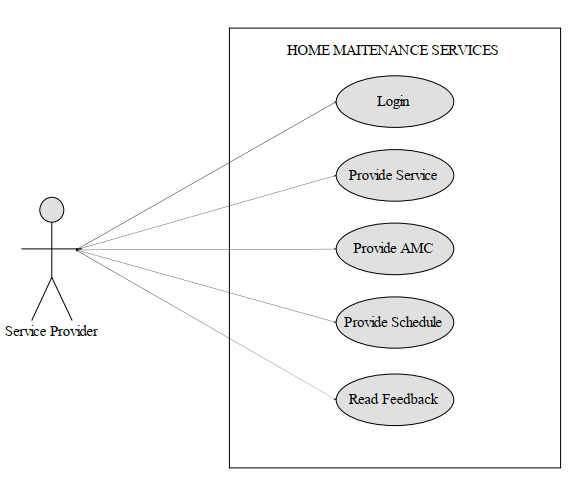 HOME MAITENANCE SERVICES
Login
Provide Service
Provide AMC
Provide Schedule
Read Feedback
Service Provider